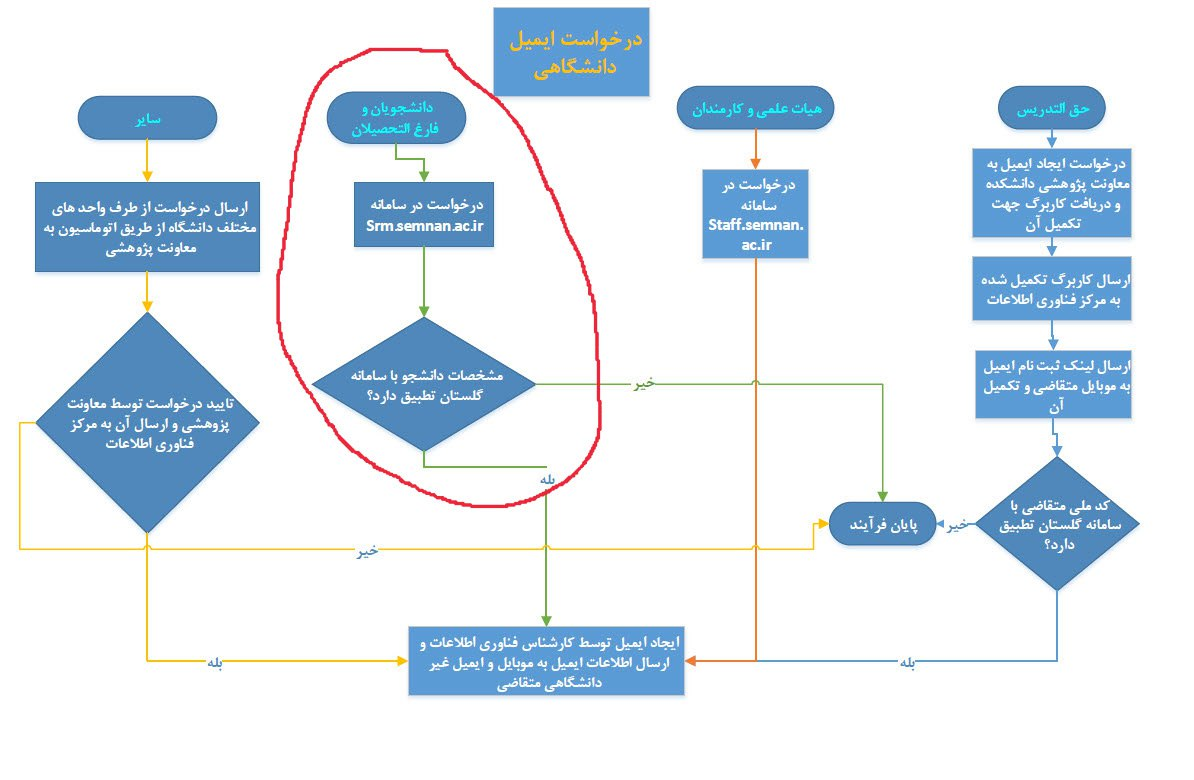 درخواست ایمیل
دانشگاهی
حق التدریس
درخواست ایجاد ایمیل به
معاونت پژوهشی دانشکده
و دریافت کاربرگ جهت
تکمیل آن
ارسال کاربرگ تکمیل شده
به مرکز فناوری اطلاعات
ارسال لینک ثبت نام ایمیل
به موبایل متقاضی و تکمیل
آن
کد ملی متقاضی با
سامانه گلستان تطبیق
دارد؟
خیر
بله
هیات علمی و کارمندان
درخواست در
سامانه
Staff.semnan.
ac.ir
پایان فرآیند
دانشجویان و
فارغ التحصیلان
درخواست در سامانه
Srm.semnan.ac.ir
مشخصات دانشجو با سامانه
گلستان تطبیق دارد؟
خیر
بله
سایر
ارسال درخواست از طرف واحد های
مختلف دانشگاه از طریق اتوماسیون به
معاونت پژوهشی
تایید درخواست توسط معاونت
پزوهشی و ارسال آن به مرکز
فناوری اطلاعات
خیر
بله
ایجاد ایمیل توسط کارشناس فناوری اطلاعات و
ارسال اطلاعات ایمیل به موبایل و ایمیل غیر
دانشگاهی متقاضی